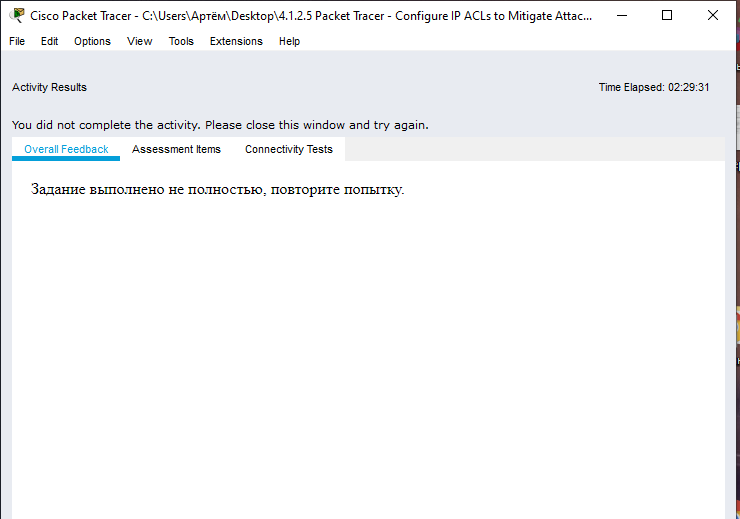 Cisco Packet Tracer - C:\Users\Артём\Desktop\4.1.2.5 Packet Tracer - Configure IP ACLs to Mitigate Attac...
File Edit Options View Tools Extensions Help
Activity Results Time Elapsed: 02:29:31
You did not complete the activity. Please close this window and try again.
Overall Feedback Assessment Items Connectivity Tests
Задание выполнено не полностью, повторите попытку.